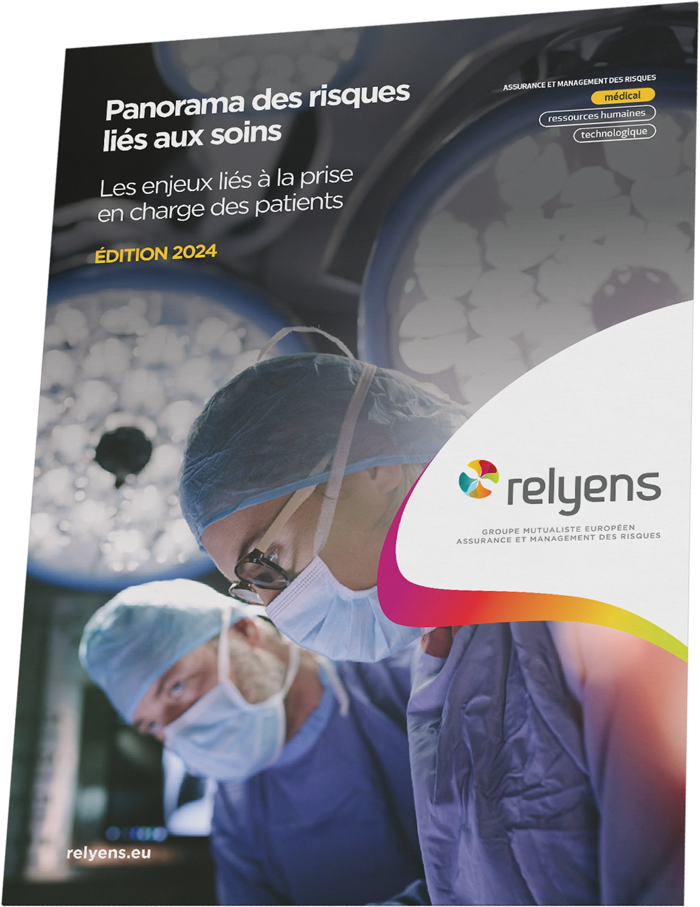 Panorama des risques
liés aux soins
Les enjeux liés à la prise
en charge des patients
ÉDITION 2024
ASSURANCE ET MANAGEMENT DES RISQUES
médical
ressources humaines
technologique
relyens
GROUPE MUTUALISTE EUROPÉEN
ASSURANCE ET MANAGEMENT DES RISQUES
relyens.eu